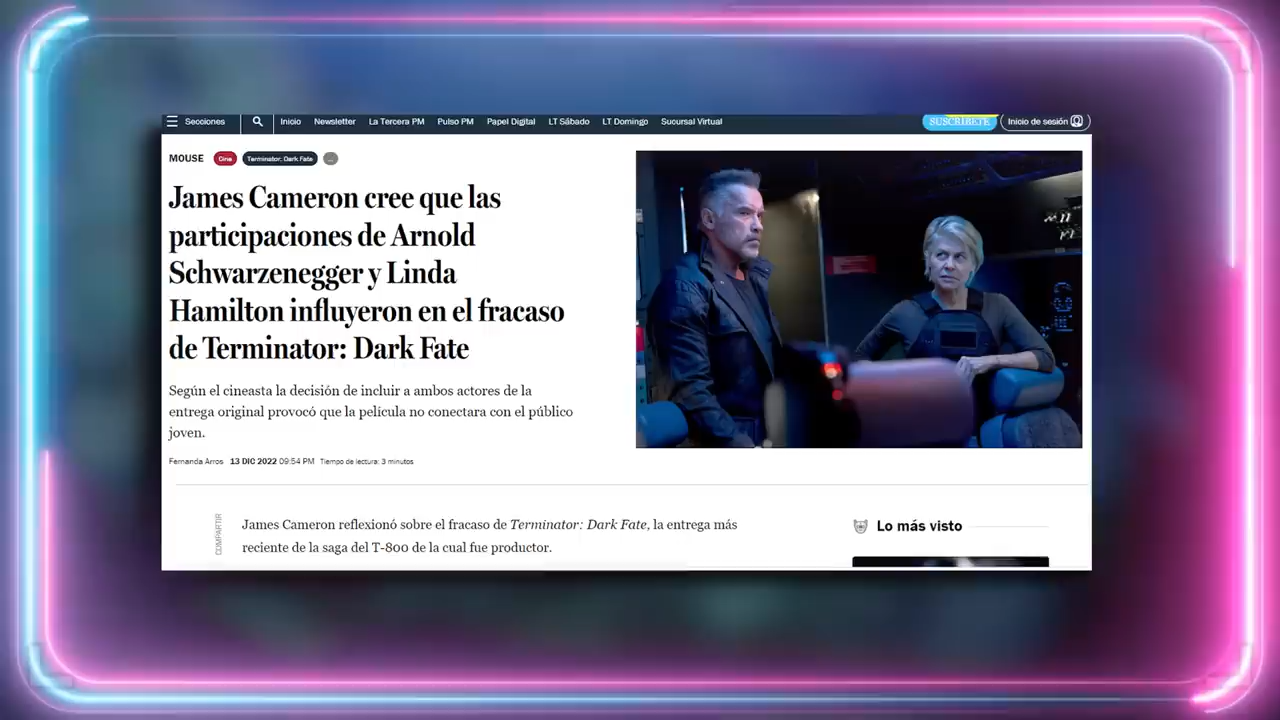 Secciones Inicio Newsletter La Tercera PM Pulso PM Papel Digital LT Sábado LT Domingo Sucursal Virtual SUSCRÍBETE Inicio de sesión
MOUSE Cine Terminator: Dark Fate ...
James Cameron cree que las
participaciones de Arnold
Schwarzenegger y Linda
Hamilton influyeron en el fracaso
de Terminator: Dark Fate
Según el cineasta la decisión de incluir a ambos actores de la
entrega original provocó que la película no conectara con el público
joven.
Fernanda Arros 13 DIC 2022 09:54 PM Tiempo de lectura: 3 minutos
COMPARTIR
James Cameron reflexionó sobre el fracaso de Terminator: Dark Fate, la entrega más
reciente de la saga del T-800 de la cual fue productor.
Lo más visto